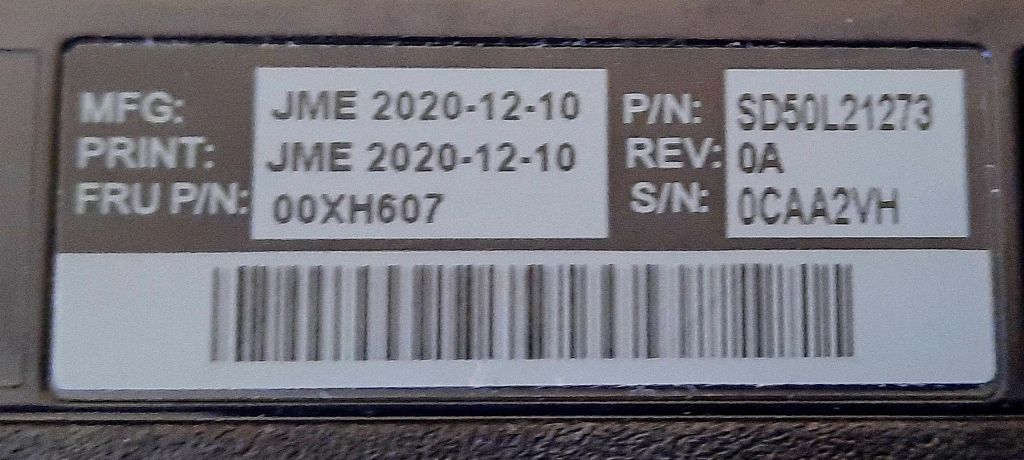 MFG: JME 2020-12-10 P/N: SD50L21273
PRINT: JME 2020-12-10 REV: 0A
FRU P/N: 00XH607 S/N: 0CAA2VH